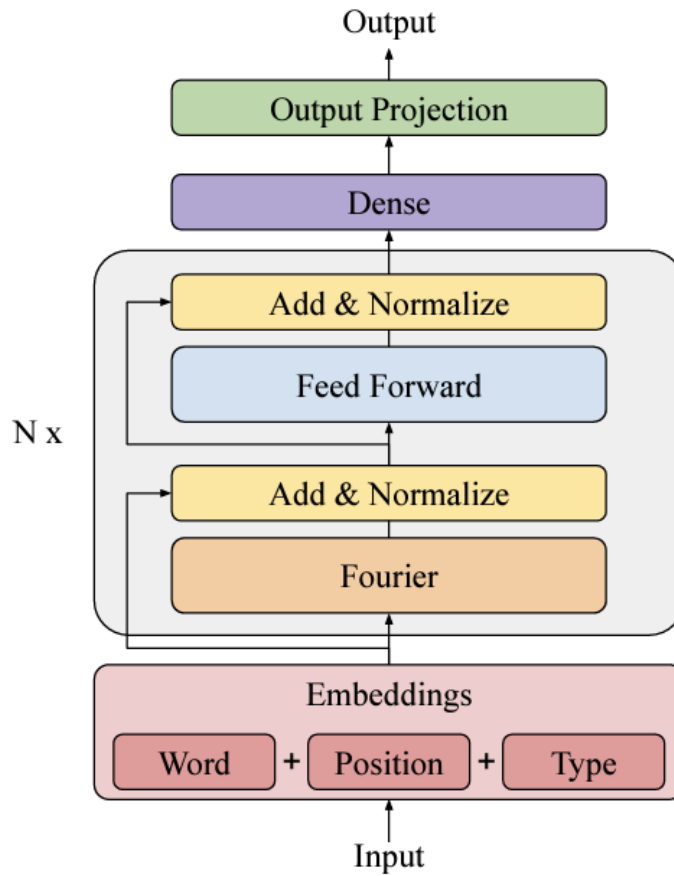 Output
Output Projection
Dense
Add & Normalize
Feed Forward
N x
Add & Normalize
Fourier
Embeddings
Word + Position + Type
Input